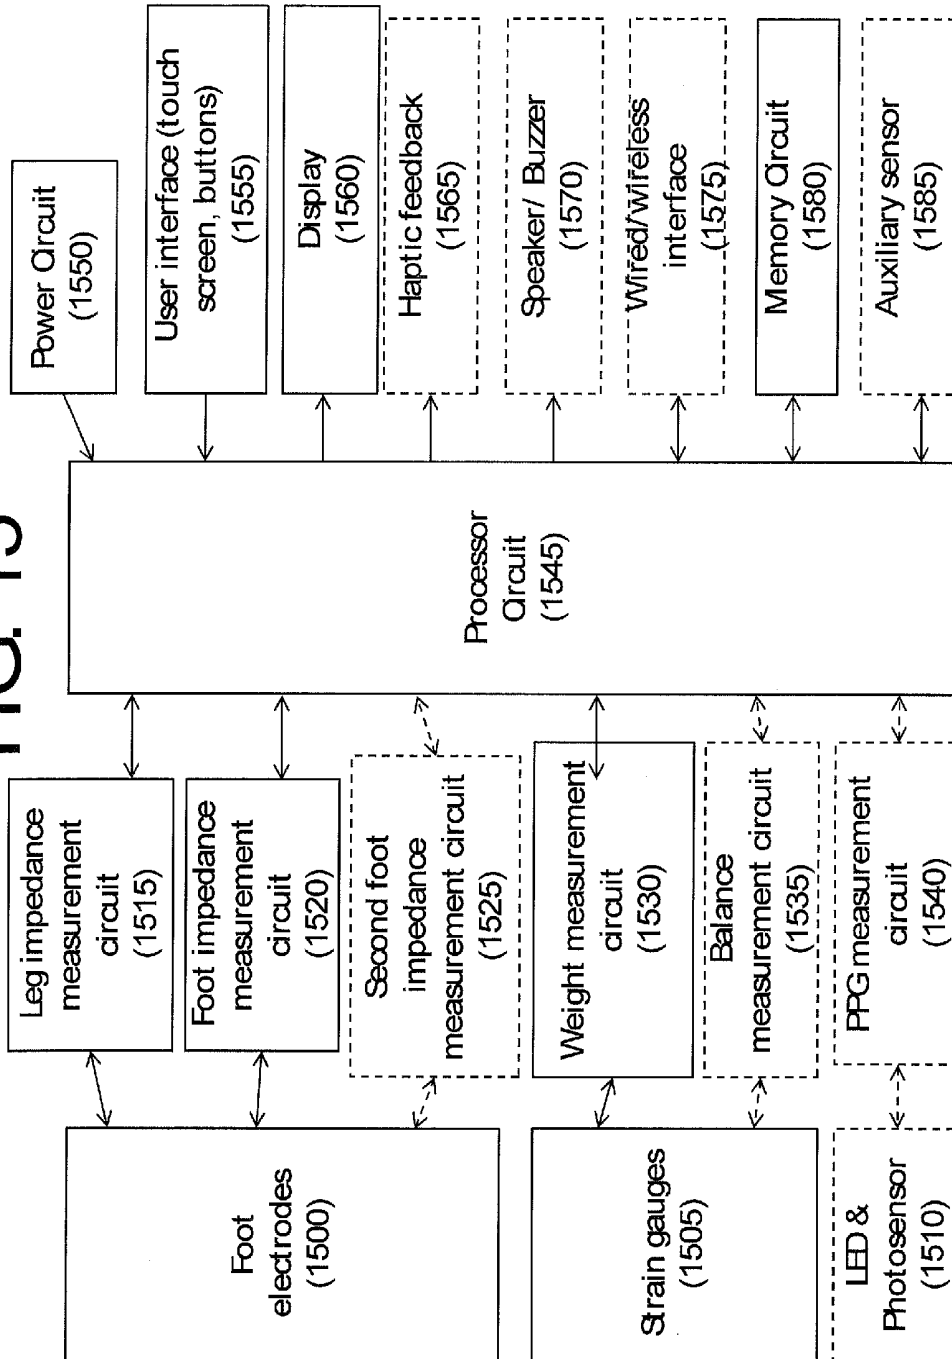 FIG. 15
Foot
electrodes
(1500)
Strain gauges
(1505)
LED &
Photosensor
(1510)
Leg impedance
measurement
circuit
(1515)
Foot impedance
measurement
circuit
(1520)
Second foot
impedance
measurement circuit
(1525)
Weight measurement
circuit
(1530)
Balance
measurement circuit
(1535)
PPG measurement
circuit
(1540)
Processor
Circuit
(1545)
Power Circuit
(1550)
User interface (touch
screen, buttons)
(1555)
Display
(1560)
Haptic feedback
(1565)
Speaker/ Buzzer
(1570)
Wired/wireless
interface
(1575)
Memory Circuit
(1580)
Auxiliary sensor
(1585)